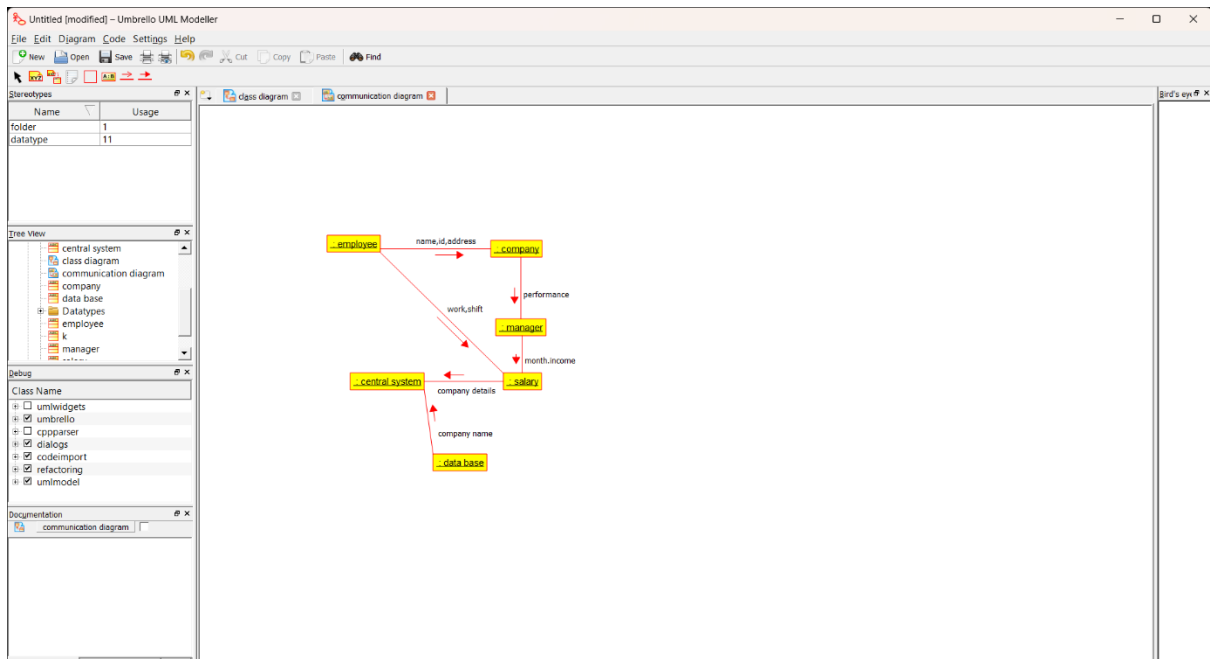 Untitled [modified] – Umbrello UML Modeller
File Edit Diagram Code Settings Help
New Open Save Cut Copy Paste Find
XYZ A:B
Stereotypes
Name Usage
folder 1
datatype 11
Tree View
central system
class diagram
communication diagram
company
data base
Datatypes
employee
k
manager
Debug
Class Name
umlwidgets
umbrello
cppparser
dialogs
codeimport
refactoring
umlmodel
Documentation
communication diagram
class diagram communication diagram
: employee
name,id,address
: company
performance
work,shift
: manager
month.income
: central system
: salary
company details
company name
: data base
Bird's eye